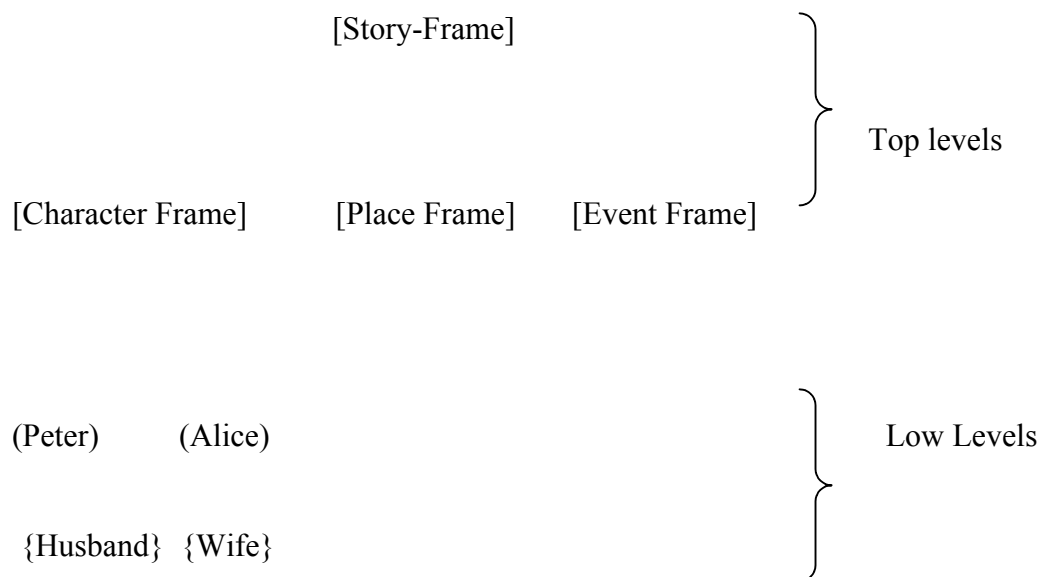 [Story-Frame]
Top levels
[Character Frame] [Place Frame] [Event Frame]
(Peter) (Alice) Low Levels
{Husband} {Wife}